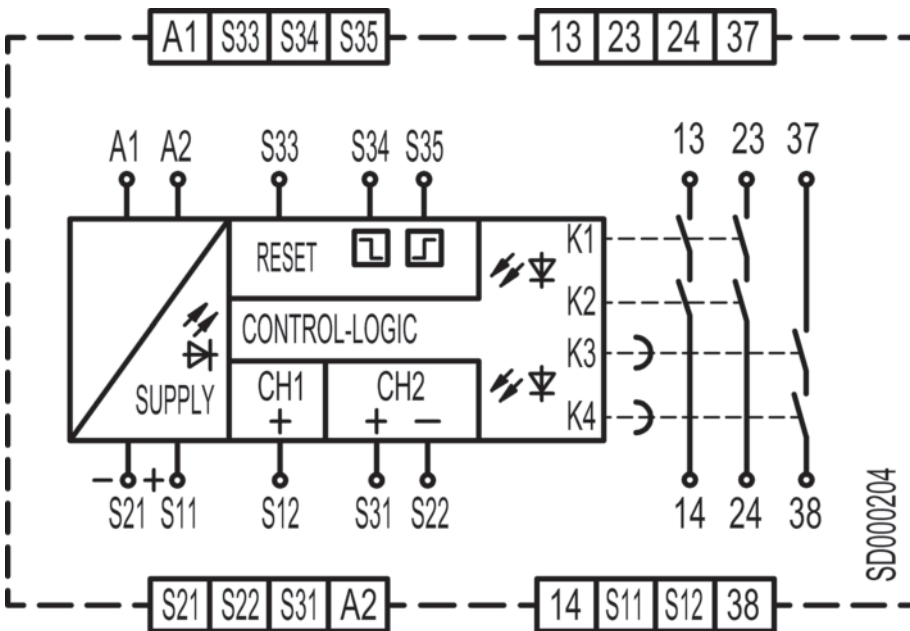 A1 S33 S34 S35 13 23 24 37
A1 A2 S33 S34 S35 13 23 37
RESET K1
K2
CONTROL-LOGIC
K3
CH1 CH2
SUPPLY + + − K4
− + 
S21 S11 S12 S31 S22 14 24 38
SD000204
S21 S22 S31 A2 14 S11 S12 38